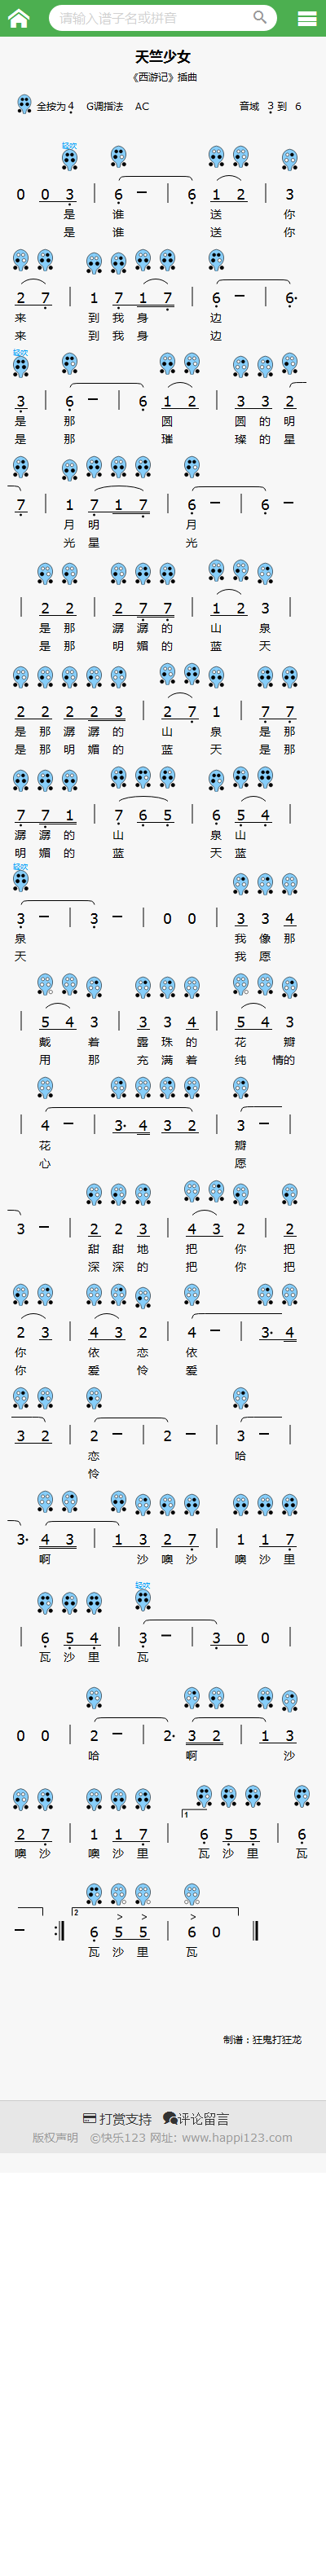 请输入谱子名或拼音
天竺少女
《西游记》插曲
全按为4 G调指法 AC 音域 3 到 6
轻吹
0 0 3 | 6 – | 6 1 2 | 3
是 谁 送 你
是 谁 送 你
2 7 | 1 7 1 7 | 6 – | 6·
来 到 我 身 边
来 到 我 身 边
轻吹
3 | 6 – | 6 1 2 | 3 3 2
是 那 圆 圆 的 明
是 那 璀 璨 的 星
7 | 1 7 1 7 | 6 – | 6 –
月 明 月
光 星 光
| 2 2 | 2 7 7 | 1 2 3 |
是 那 潺 潺 的 山 泉
是 那 明 媚 的 蓝 天
2 2 2 2 3 | 2 7 1 | 7 7
是 那 潺 潺 的 山 泉 是 那
是 那 明 媚 的 蓝 天 是 那
7 7 1 | 7 6 5 | 6 5 4 |
潺 潺 的 山 泉 山
明 媚 的 蓝 天 蓝
轻吹
3 – | 3 – | 0 0 | 3 3 4
泉 我 像 那
天 我 愿
| 5 4 3 | 3 3 4 | 5 4 3
戴 着 露 珠 的 花 瓣
用 那 充 满 着 纯 情的
| 4 – | 3· 4 3 2 | 3 – |
花 瓣
心 愿
3 – | 2 2 3 | 4 3 2 | 2
甜 甜 地 把 你 把
深 深 的 把 你 把
2 3 | 4 3 2 | 4 – | 3· 4
你 依 恋 依
你 爱 怜 爱
3 2 | 2 – | 2 – | 3 – |
恋 哈
怜
3· 4 3 | 1 3 2 7 | 1 1 7
啊 沙 噢 沙 噢 沙 里
轻吹
| 6 5 4 | 3 – | 3 0 0 |
瓦 沙 里 瓦
0 0 | 2 – | 2· 3 2 | 1 3
哈 啊 沙
2 7 | 1 1 7 | 6 5 5 | 6
噢 沙 噢 沙 里 瓦 沙 里 瓦
1
– :| 6 5 5 | 6 0 |
2
> > >
瓦 沙 里 瓦
制谱：狂鬼打狂龙
打赏支持 评论留言
版权声明 ©快乐123 网址: www.happi123.com